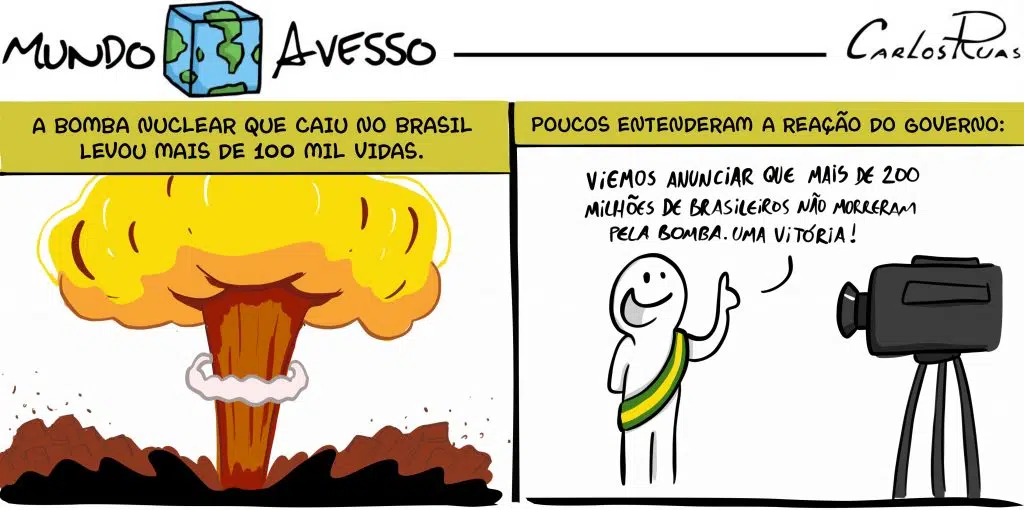 MUNDO AVESSO
CARLOS RUAS
A BOMBA NUCLEAR QUE CAIU NO BRASIL
LEVOU MAIS DE 100 MIL VIDAS.
POUCOS ENTENDERAM A REAÇÃO DO GOVERNO:
ViEMOS ANUNCIAR QUE MAIS DE 200
MiLHÕES DE BRASiLEiROS NÃO MORRERAM
PELA BOMBA. UMA ViTÓRiA!